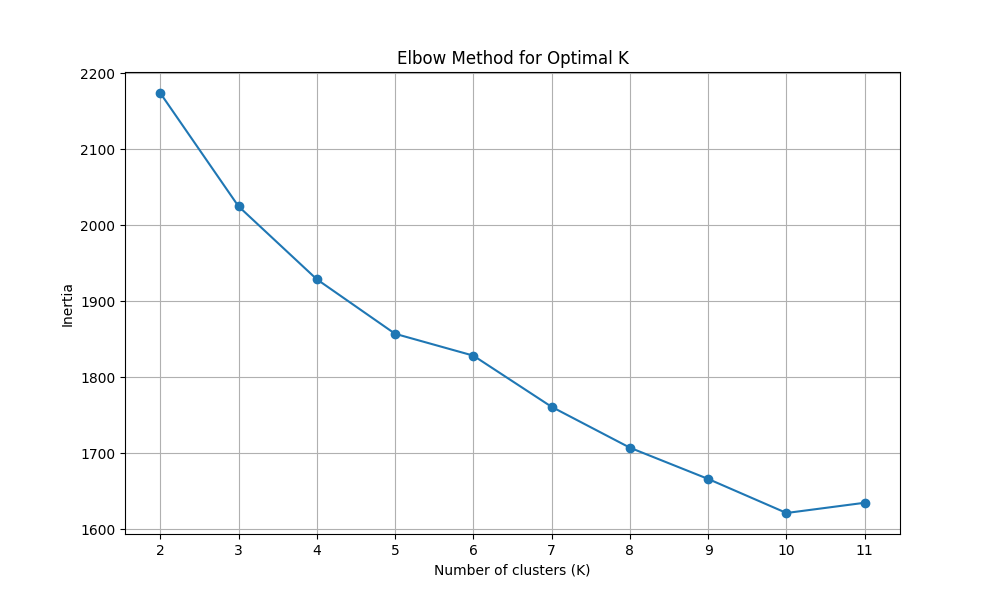 Elbow Method for Optimal K
2200
2100
2000
1900
1800
1700
1600
Inertia
2 3 4 5 6 7 8 9 10 11
Number of clusters (K)